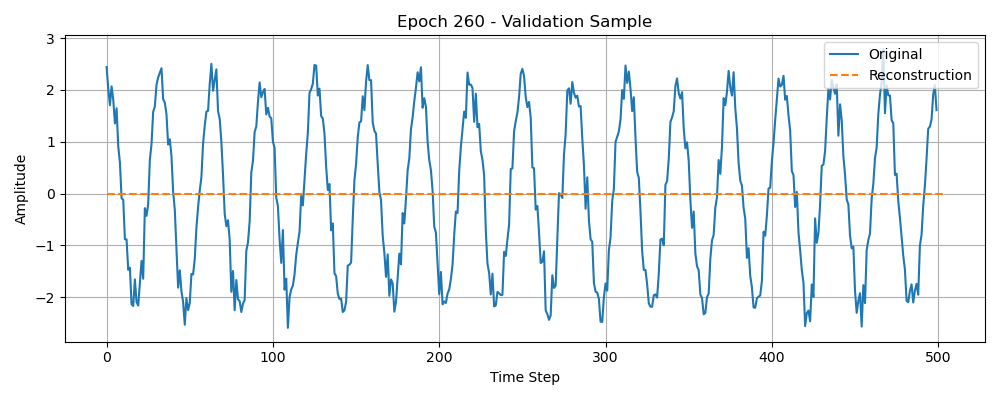 Epoch 260 - Validation Sample
Original
Reconstruction
Amplitude
3
2
1
0
−1
−2
0
100
200
300
400
500
Time Step